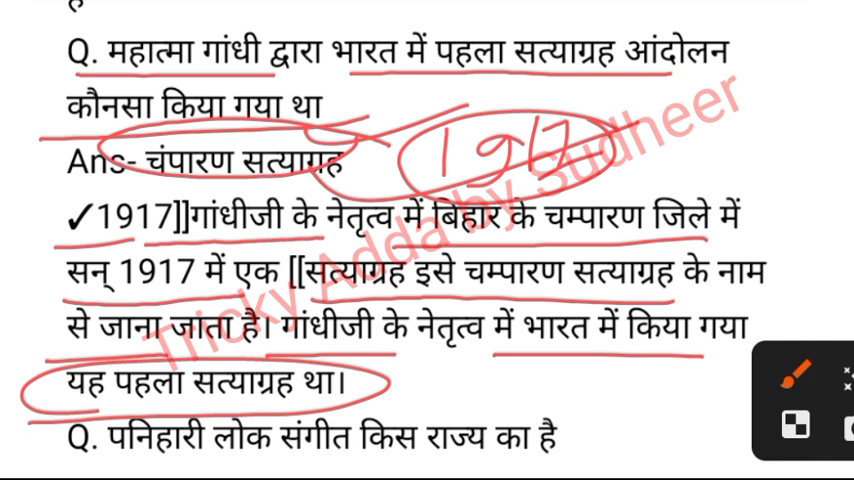 है
Q. महात्मा गांधी द्वारा भारत में पहला सत्याग्रह आंदोलन
कौनसा किया गया था
Ans- चंपारण सत्याग्रह
1917
✓1917]]गांधीजी के नेतृत्व में बिहार के चम्पारण जिले में
सन् 1917 में एक [[सत्याग्रह इसे चम्पारण सत्याग्रह के नाम
से जाना जाता है। गांधीजी के नेतृत्व में भारत में किया गया
यह पहला सत्याग्रह था।
Q. पनिहारी लोक संगीत किस राज्य का है
Tricky Adda by Sudheer